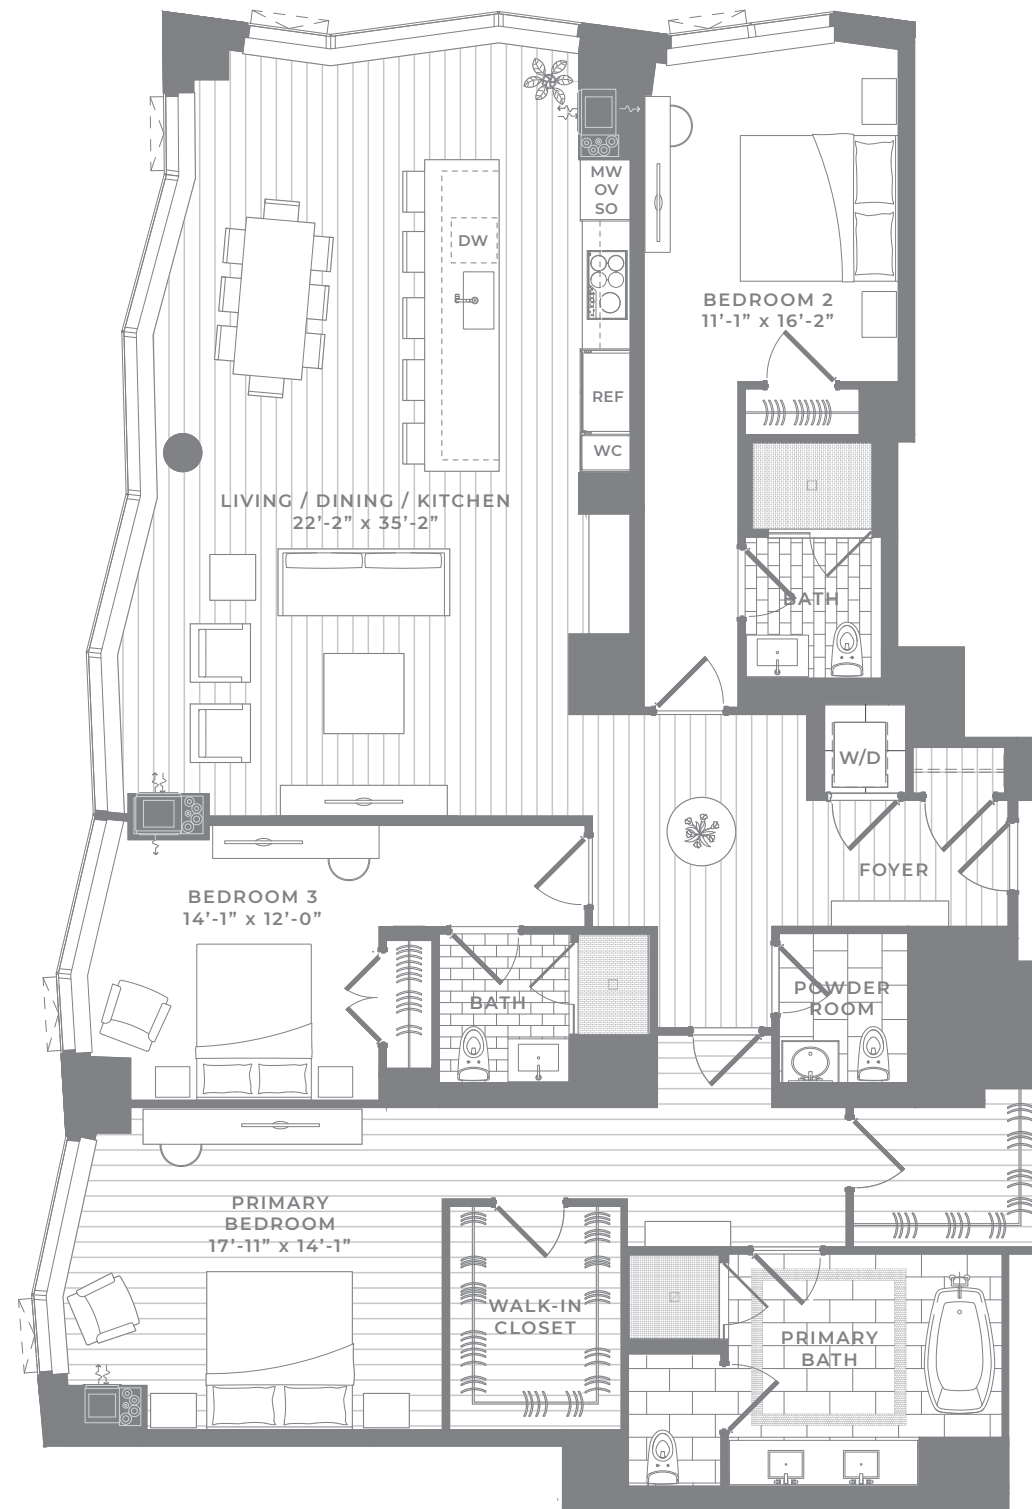 MW
OV
SO
DW
BEDROOM 2
11’-1” x 16’-2”
REF
WC
LIVING / DINING / KITCHEN
22’-2” x 35’-2”
BATH
W/D
FOYER
BEDROOM 3
14’-1” x 12’-0”
BATH
POWDER
ROOM
PRIMARY
BEDROOM
17’-11” x 14’-1”
WALK-IN
CLOSET
PRIMARY
BATH